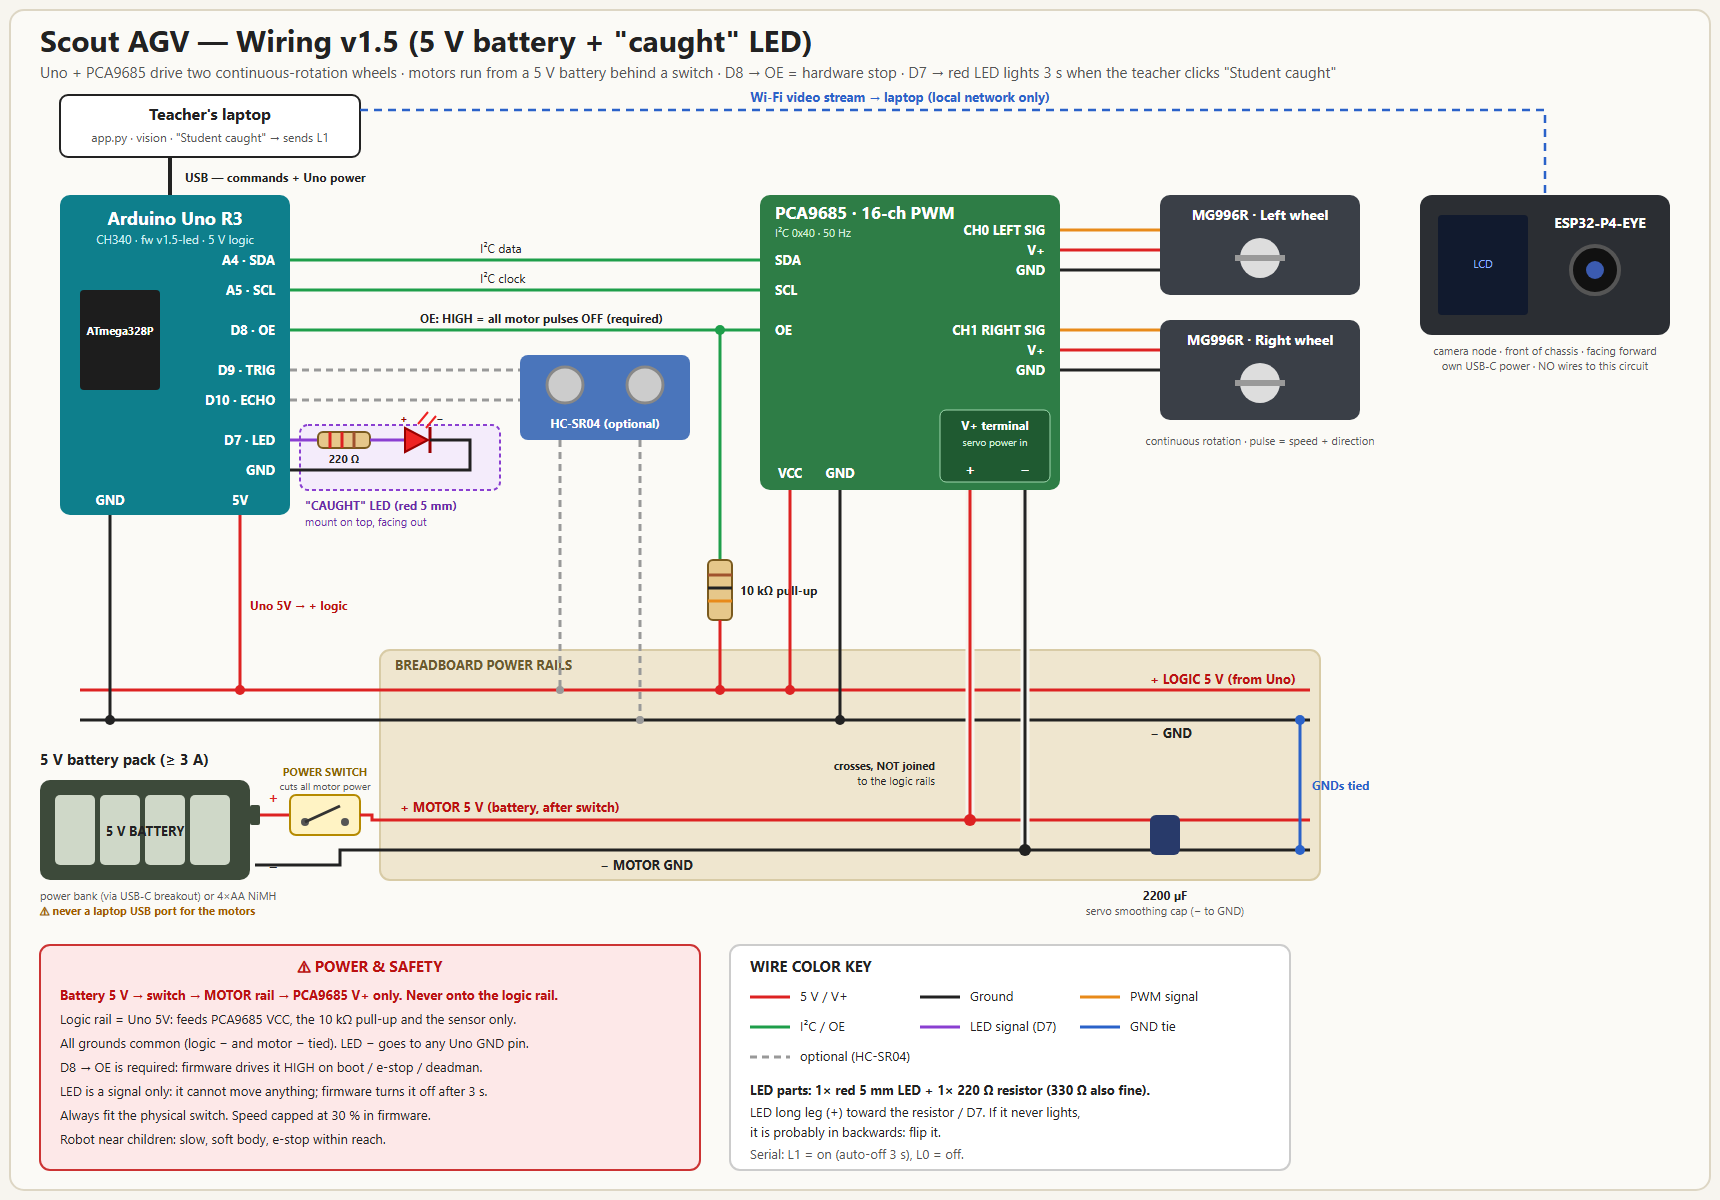 Scout AGV — Wiring v1.5 (5 V battery + "caught" LED)
Uno + PCA9685 drive two continuous-rotation wheels · motors run from a 5 V battery behind a switch · D8 → OE = hardware stop · D7 → red LED lights 3 s when the teacher clicks "Student caught"
Wi-Fi video stream → laptop (local network only)
Teacher's laptop
app.py · vision · "Student caught" → sends L1
USB — commands + Uno power
Arduino Uno R3
CH340 · fw v1.5-led · 5 V logic
A4 · SDA
A5 · SCL
ATmega328P
D8 · OE
D9 · TRIG
D10 · ECHO
D7 · LED
GND
GND
5V
I²C data
I²C clock
OE: HIGH = all motor pulses OFF (required)
HC-SR04 (optional)
+
−
220 Ω
"CAUGHT" LED (red 5 mm)
mount on top, facing out
PCA9685 · 16-ch PWM
I²C 0x40 · 50 Hz
CH0 LEFT SIG
V+
GND
SDA
SCL
OE
CH1 RIGHT SIG
V+
GND
V+ terminal
servo power in
+
−
VCC
GND
MG996R · Left wheel
MG996R · Right wheel
continuous rotation · pulse = speed + direction
ESP32-P4-EYE
LCD
camera node · front of chassis · facing forward
own USB-C power · NO wires to this circuit
10 kΩ pull-up
Uno 5V → + logic
BREADBOARD POWER RAILS
+ LOGIC 5 V (from Uno)
− GND
crosses, NOT joined
to the logic rails
GNDs tied
5 V battery pack (≥ 3 A)
POWER SWITCH
cuts all motor power
+
−
5 V BATTERY
+ MOTOR 5 V (battery, after switch)
− MOTOR GND
power bank (via USB-C breakout) or 4×AA NiMH
⚠ never a laptop USB port for the motors
2200 µF
servo smoothing cap (− to GND)
⚠ POWER & SAFETY
Battery 5 V → switch → MOTOR rail → PCA9685 V+ only. Never onto the logic rail.
Logic rail = Uno 5V: feeds PCA9685 VCC, the 10 kΩ pull-up and the sensor only.
All grounds common (logic − and motor − tied). LED − goes to any Uno GND pin.
D8 → OE is required: firmware drives it HIGH on boot / e-stop / deadman.
LED is a signal only: it cannot move anything; firmware turns it off after 3 s.
Always fit the physical switch. Speed capped at 30 % in firmware.
Robot near children: slow, soft body, e-stop within reach.
WIRE COLOR KEY
5 V / V+
Ground
PWM signal
I²C / OE
LED signal (D7)
GND tie
optional (HC-SR04)
LED parts: 1× red 5 mm LED + 1× 220 Ω resistor (330 Ω also fine).
LED long leg (+) toward the resistor / D7. If it never lights,
it is probably in backwards: flip it.
Serial: L1 = on (auto-off 3 s), L0 = off.